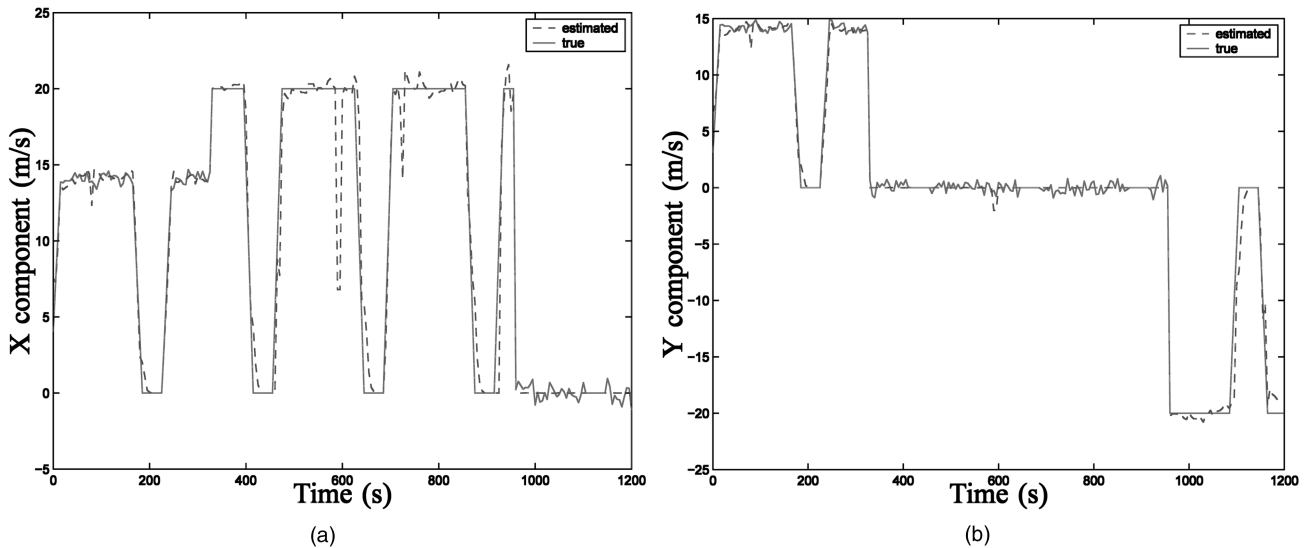 25
20
15
10
5
0
−5
0 200 400 600 800 1000 1200
X component (m/s)
Time (s)
estimated
true
(a)
15
10
5
0
−5
−10
−15
−20
−25
0 200 400 600 800 1000 1200
Y component (m/s)
Time (s)
estimated
true
(b)